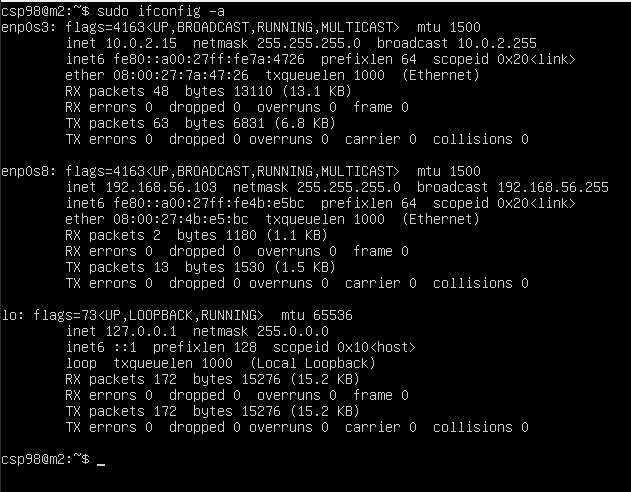 csp98@m2:~$ sudo ifconfig -a
enp0s3: flags=4163<UP,BROADCAST,RUNNING,MULTICAST>  mtu 1500
        inet 10.0.2.15  netmask 255.255.255.0  broadcast 10.0.2.255
        inet6 fe80::a00:27ff:fe7a:4726  prefixlen 64  scopeid 0x20<link>
        ether 08:00:27:7a:47:26  txqueuelen 1000  (Ethernet)
        RX packets 48  bytes 13110 (13.1 KB)
        RX errors 0  dropped 0  overruns 0  frame 0
        TX packets 63  bytes 6831 (6.8 KB)
        TX errors 0  dropped 0 overruns 0  carrier 0  collisions 0

enp0s8: flags=4163<UP,BROADCAST,RUNNING,MULTICAST>  mtu 1500
        inet 192.168.56.103  netmask 255.255.255.0  broadcast 192.168.56.255
        inet6 fe80::a00:27ff:fe4b:e5bc  prefixlen 64  scopeid 0x20<link>
        ether 08:00:27:4b:e5:bc  txqueuelen 1000  (Ethernet)
        RX packets 2  bytes 1180 (1.1 KB)
        RX errors 0  dropped 0  overruns 0  frame 0
        TX packets 13  bytes 1530 (1.5 KB)
        TX errors 0  dropped 0 overruns 0  carrier 0  collisions 0

lo: flags=73<UP,LOOPBACK,RUNNING>  mtu 65536
        inet 127.0.0.1  netmask 255.0.0.0
        inet6 ::1  prefixlen 128  scopeid 0x10<host>
        loop  txqueuelen 1000  (Local Loopback)
        RX packets 172  bytes 15276 (15.2 KB)
        RX errors 0  dropped 0  overruns 0  frame 0
        TX packets 172  bytes 15276 (15.2 KB)
        TX errors 0  dropped 0 overruns 0  carrier 0  collisions 0

csp98@m2:~$ _